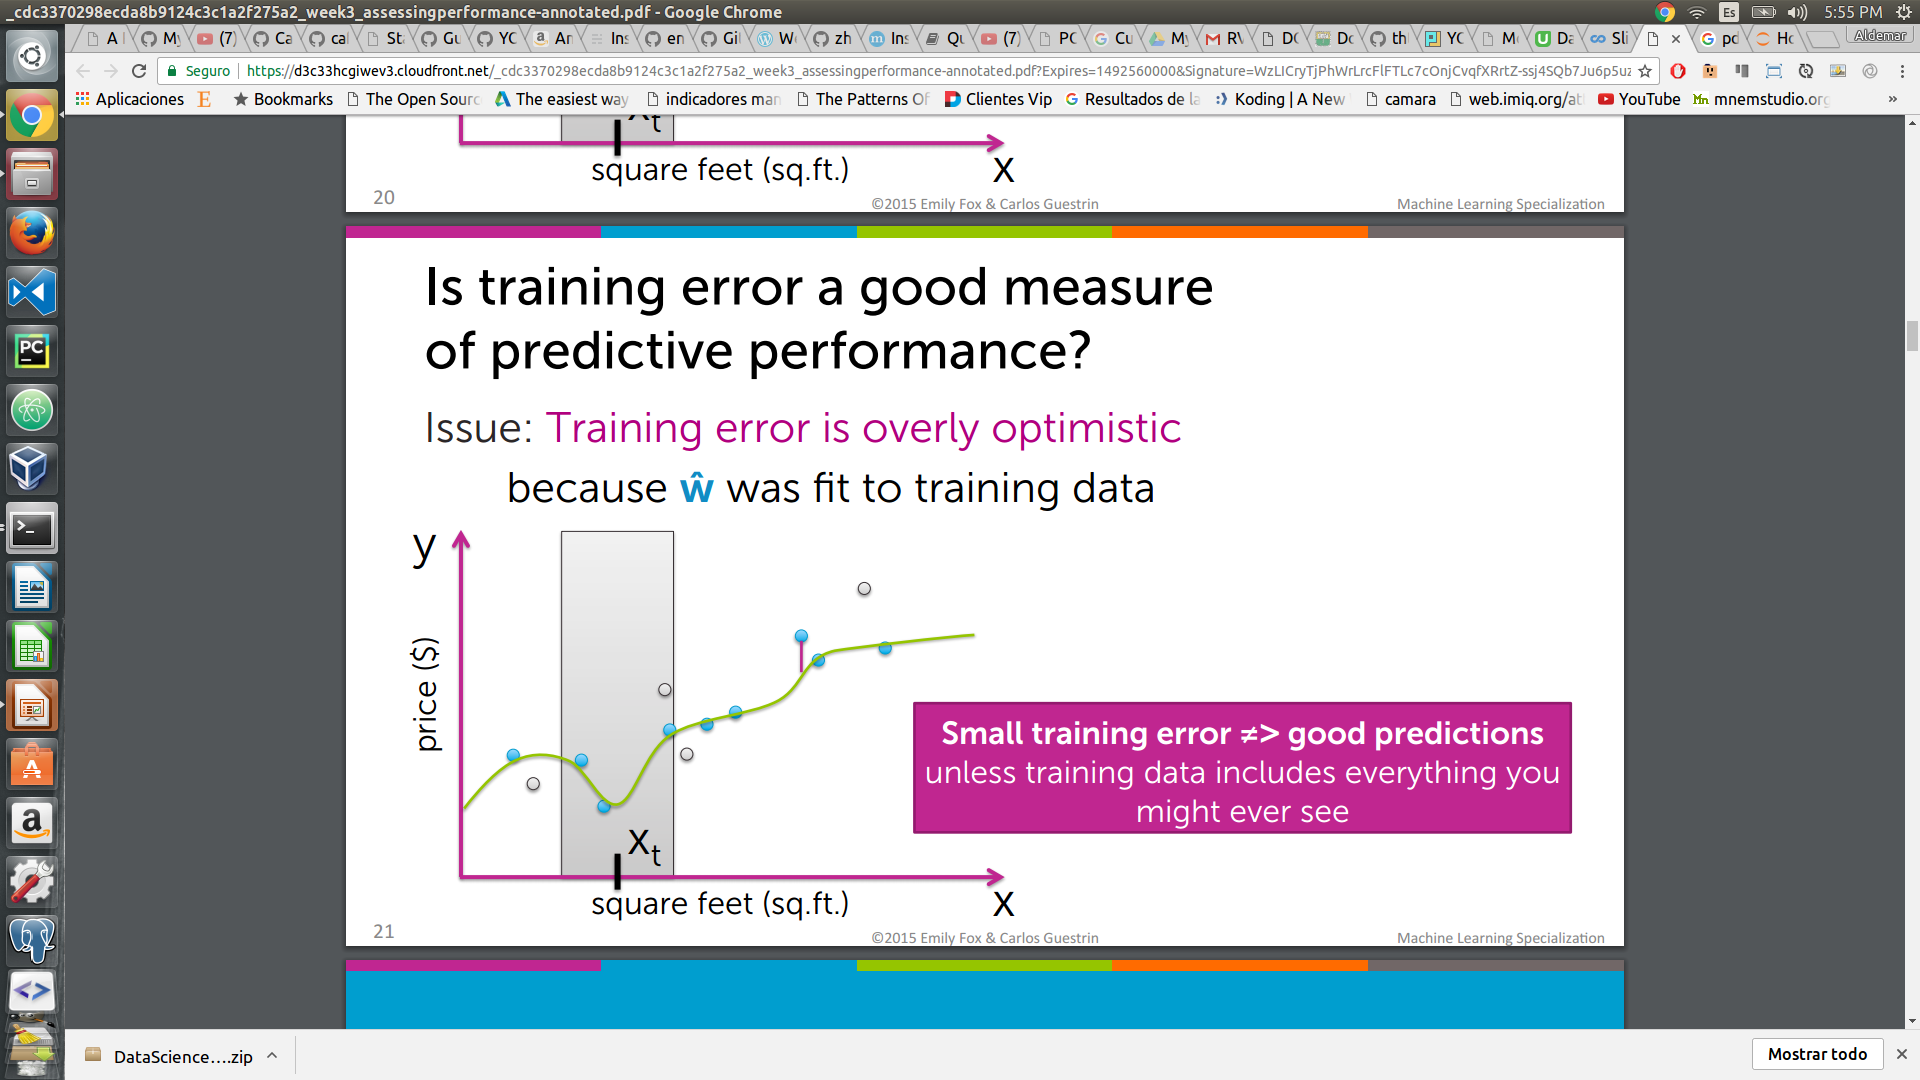 _cdc3370298ecda8b9124c3c1a2f275a2_week3_assessingperformance-annotated.pdf - Google Chrome
Es
5:55 PM
Aldemar
Seguro
https://d3c33hcgiwev3.cloudfront.net/_cdc3370298ecda8b9124c3c1a2f275a2_week3_assessingperformance-annotated.pdf?Expires=1492560000&Signature=WzLICryTjPhWrLrcFlFTLc7cOnjCvqfXRrtZ-ssj4SQb7Ju6p5uz
Aplicaciones
Bookmarks
The Open Sourc
The easiest way
indicadores man
The Patterns Of
Clientes Vip
Resultados de la
Koding | A New
camara
web.imiq.org/at
YouTube
mnemstudio.org
xt
square feet (sq.ft.)
x
20
©2015 Emily Fox & Carlos Guestrin
Machine Learning Specialization
Is training error a good measure
of predictive performance?
Issue: Training error is overly optimistic
because ŵ was fit to training data
y
price ($)
Small training error ≠> good predictions
unless training data includes everything you
might ever see
xt
square feet (sq.ft.)
x
21
©2015 Emily Fox & Carlos Guestrin
Machine Learning Specialization
DataScience....zip
Mostrar todo